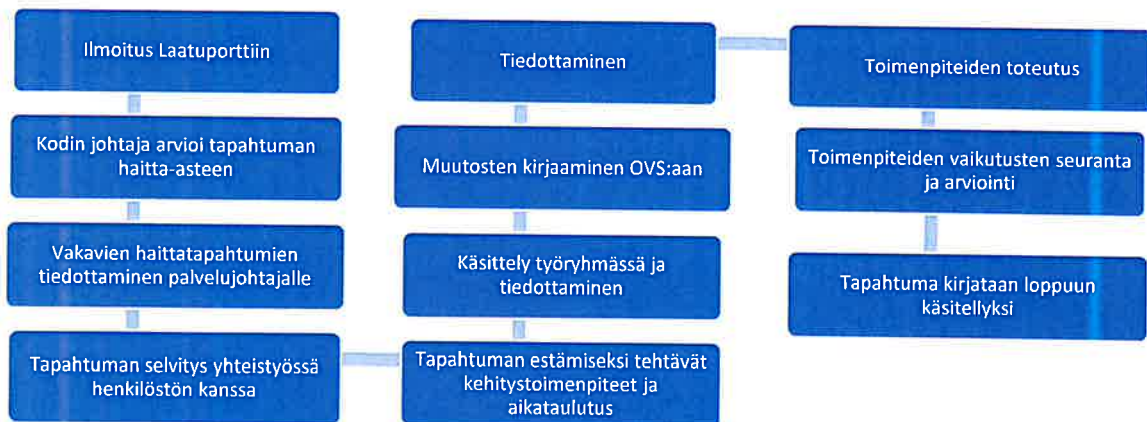 Ilmoitus Laatuporttiin
Kodin johtaja arvioi tapahtuman
haitta-asteen
Vakavien haittatapahtumien
tiedottaminen palvelujohtajalle
Tapahtuman selvitys yhteistyössä
henkilöstön kanssa
Tapahtuman estämiseksi tehtävät
kehitystoimenpiteet ja
aikataulutus
Käsittely työryhmässä ja
tiedottaminen
Muutosten kirjaaminen OVS:aan
Tiedottaminen
Toimenpiteiden toteutus
Toimenpiteiden vaikutusten seuranta
ja arviointi
Tapahtuma kirjataan loppuun
käsitellyksi